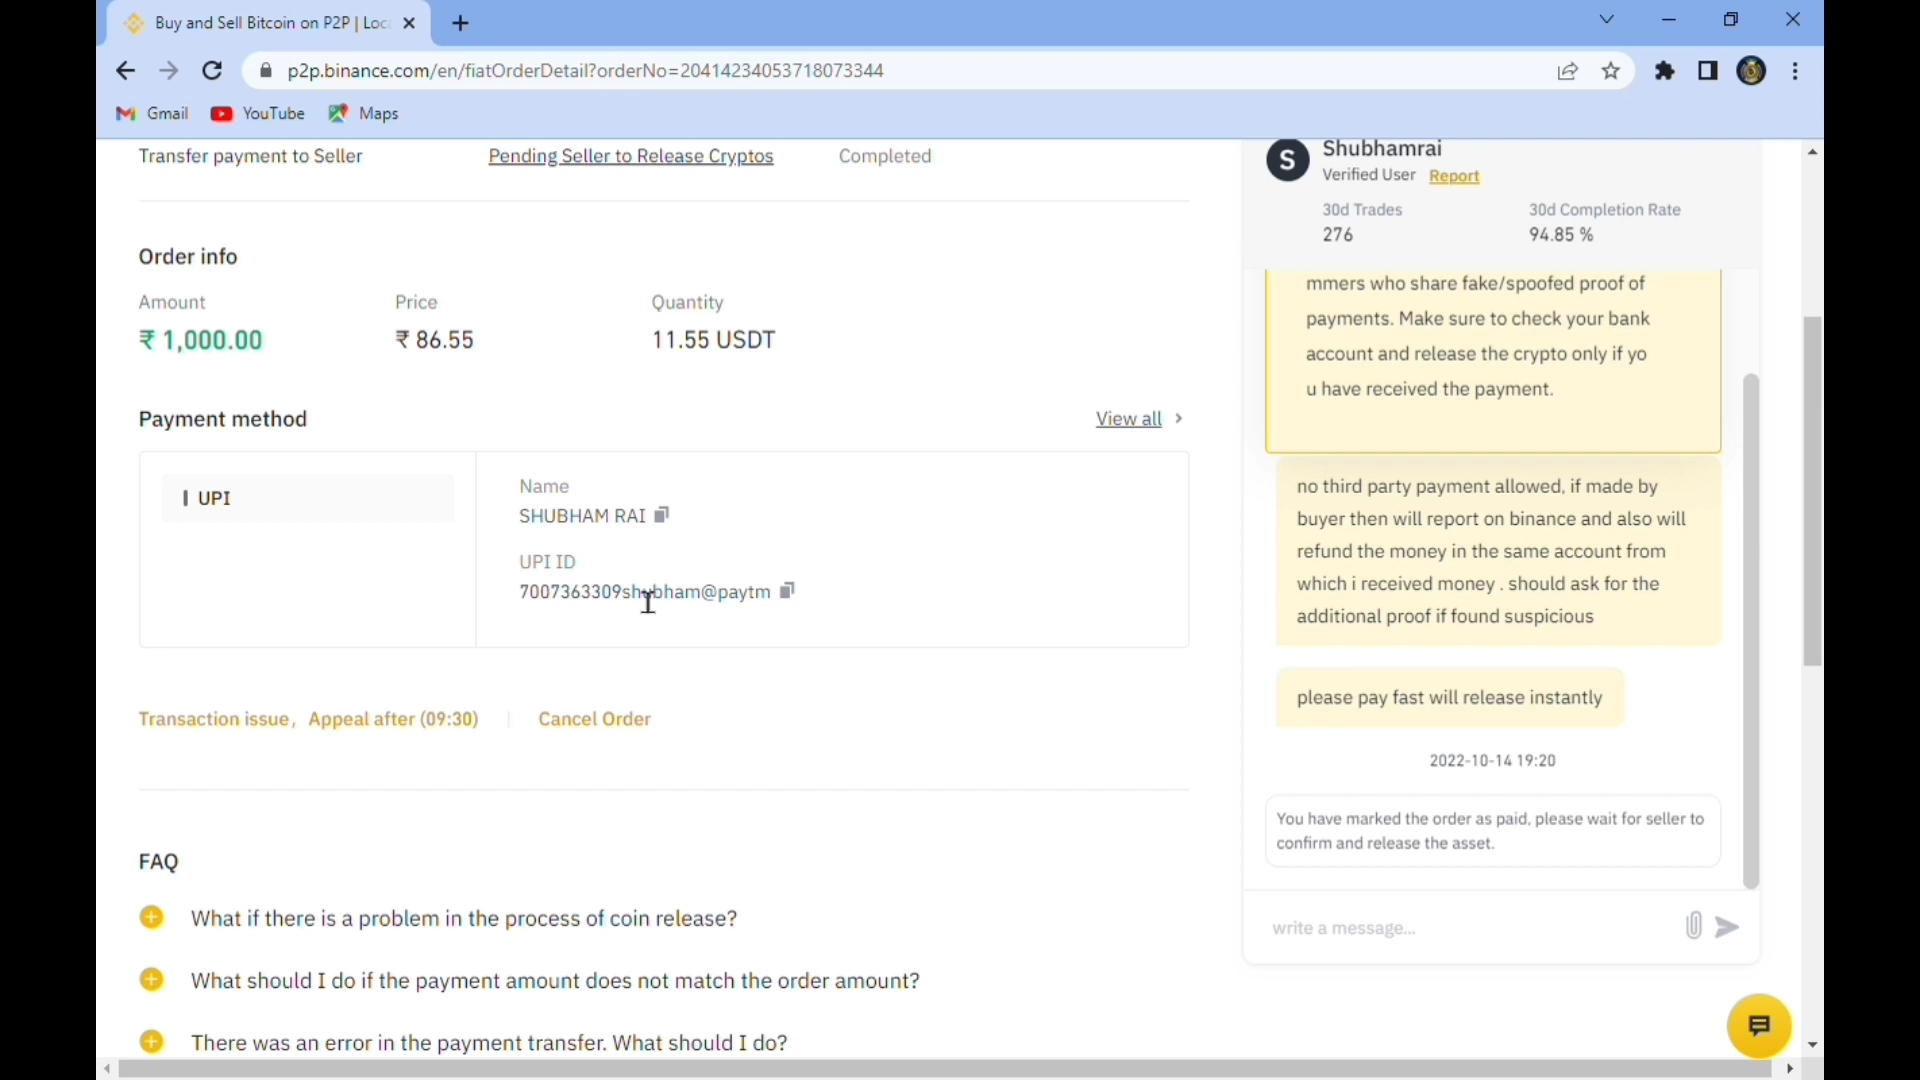 Buy and Sell Bitcoin on P2P | Loc
p2p.binance.com/en/fiatOrderDetail?orderNo=20414234053718073344
Gmail YouTube Maps
Transfer payment to Seller Pending Seller to Release Cryptos Completed
Order info
Amount Price Quantity
₹ 1,000.00 ₹ 86.55 11.55 USDT
Payment method View all
UPI
Name
SHUBHAM RAI
UPI ID
7007363309shubham@paytm
Transaction issue, Appeal after (09:30) Cancel Order
FAQ
What if there is a problem in the process of coin release?
What should I do if the payment amount does not match the order amount?
There was an error in the payment transfer. What should I do?
S
Shubhamrai
Verified User Report
30d Trades 30d Completion Rate
276 94.85 %
mmers who share fake/spoofed proof of
payments. Make sure to check your bank
account and release the crypto only if yo
u have received the payment.
no third party payment allowed, if made by
buyer then will report on binance and also will
refund the money in the same account from
which i received money . should ask for the
additional proof if found suspicious
please pay fast will release instantly
2022-10-14 19:20
You have marked the order as paid, please wait for seller to
confirm and release the asset.
write a message...